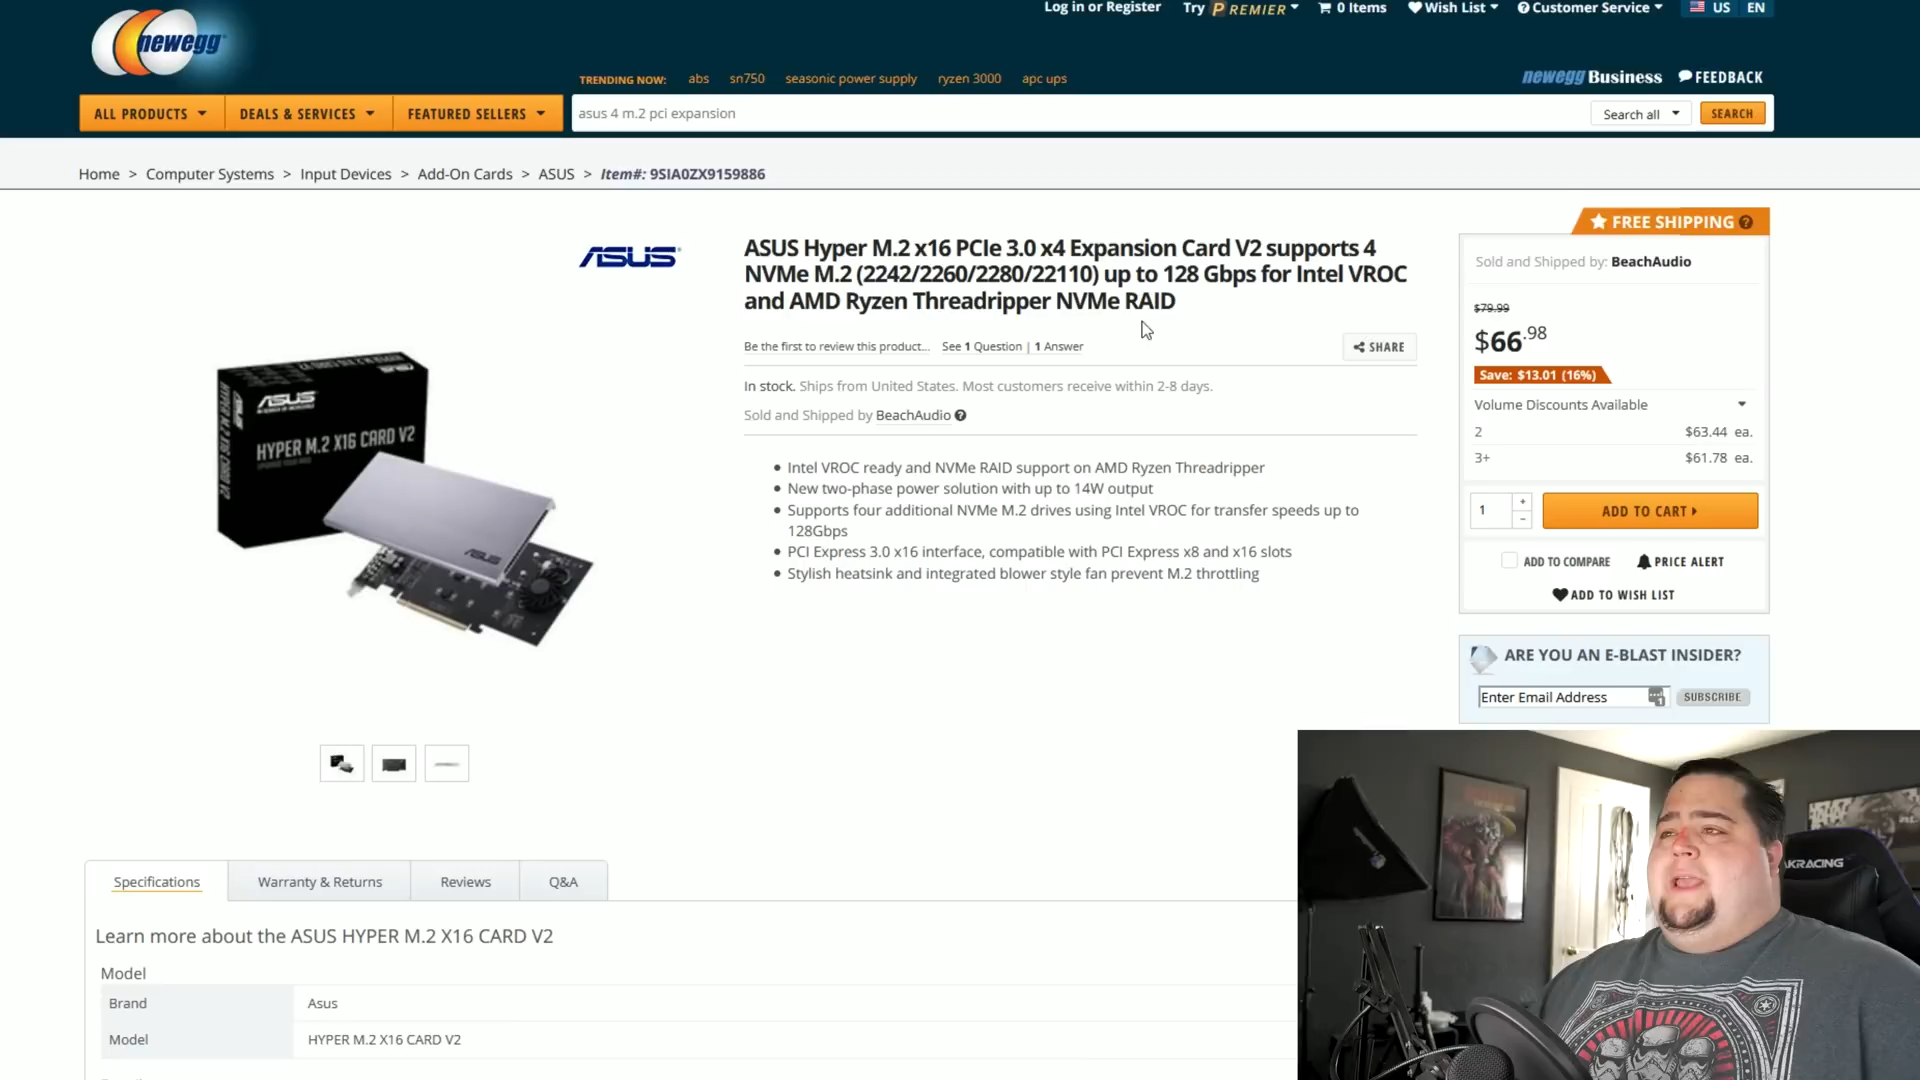 Log in or Register
Try PREMIER
0 Items
Wish List
Customer Service
US
EN
newegg
TRENDING NOW: abs sn750 seasonic power supply ryzen 3000 apc ups
newegg Business
FEEDBACK
ALL PRODUCTS
DEALS & SERVICES
FEATURED SELLERS
asus 4 m.2 pci expansion
Search all
SEARCH
Home > Computer Systems > Input Devices > Add-On Cards > ASUS > Item#: 9SIA0ZX9159886
ASUS
ASUS Hyper M.2 x16 PCIe 3.0 x4 Expansion Card V2 supports 4
NVMe M.2 (2242/2260/2280/22110) up to 128 Gbps for Intel VROC
and AMD Ryzen Threadripper NVMe RAID
Be the first to review this product...
See 1 Question | 1 Answer
SHARE
In stock. Ships from United States. Most customers receive within 2-8 days.
Sold and Shipped by BeachAudio
• Intel VROC ready and NVMe RAID support on AMD Ryzen Threadripper
• New two-phase power solution with up to 14W output
• Supports four additional NVMe M.2 drives using Intel VROC for transfer speeds up to
128Gbps
• PCI Express 3.0 x16 interface, compatible with PCI Express x8 and x16 slots
• Stylish heatsink and integrated blower style fan prevent M.2 throttling
ASUS
HYPER M.2 X16 CARD V2
HYPER M.2 X16 CARD V2
ASUS
FREE SHIPPING
Sold and Shipped by: BeachAudio
$79.99
$66.98
Save: $13.01 (16%)
Volume Discounts Available
2 $63.44 ea.
3+ $61.78 ea.
1
ADD TO CART
ADD TO COMPARE
PRICE ALERT
ADD TO WISH LIST
ARE YOU AN E-BLAST INSIDER?
Enter Email Address
SUBSCRIBE
Specifications
Warranty & Returns
Reviews
Q&A
Learn more about the ASUS HYPER M.2 X16 CARD V2
Model
Brand Asus
Model HYPER M.2 X16 CARD V2
AKRACING